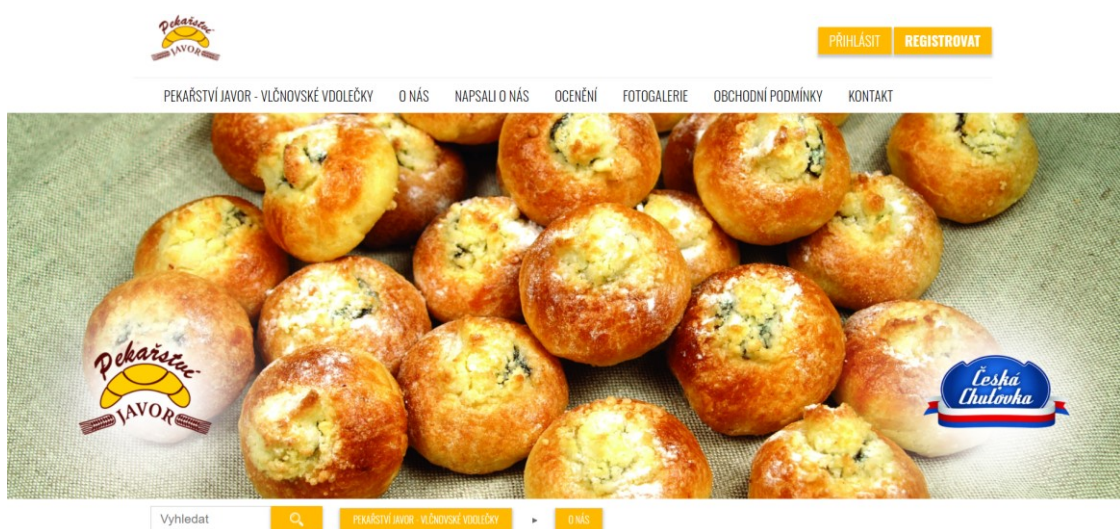 Pekařství
JAVOR
PŘIHLÁSIT
REGISTROVAT
PEKAŘSTVÍ JAVOR - VLČNOVSKÉ VDOLEČKY
O NÁS
NAPSALI O NÁS
OCENĚNÍ
FOTOGALERIE
OBCHODNÍ PODMÍNKY
KONTAKT
Pekařství
JAVOR
Česká
Chuťovka
Vyhledat
PEKAŘSTVÍ JAVOR - VLČNOVSKÉ VDOLEČKY
O NÁS